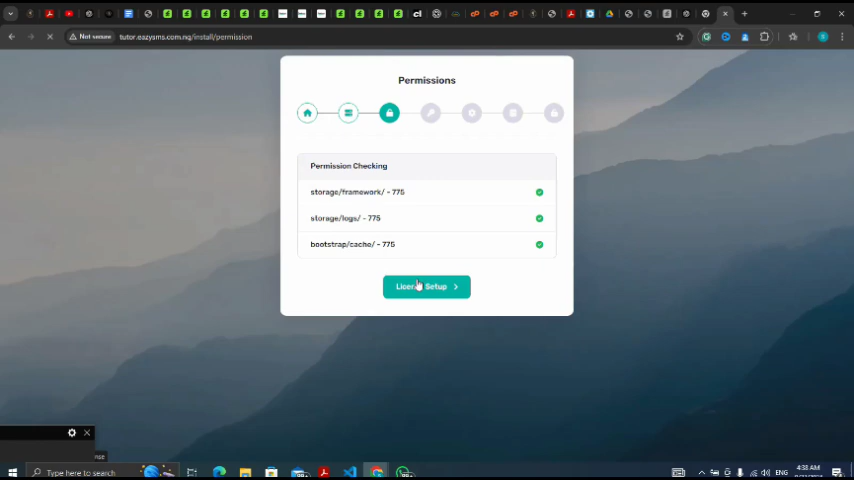 Not secure
tutor.eazysms.com.ng/install/permission
Permissions
Permission Checking
storage/framework/ - 775
storage/logs/ - 775
bootstrap/cache/ - 775
Setup
Type here to search
ENG
4:38 AM